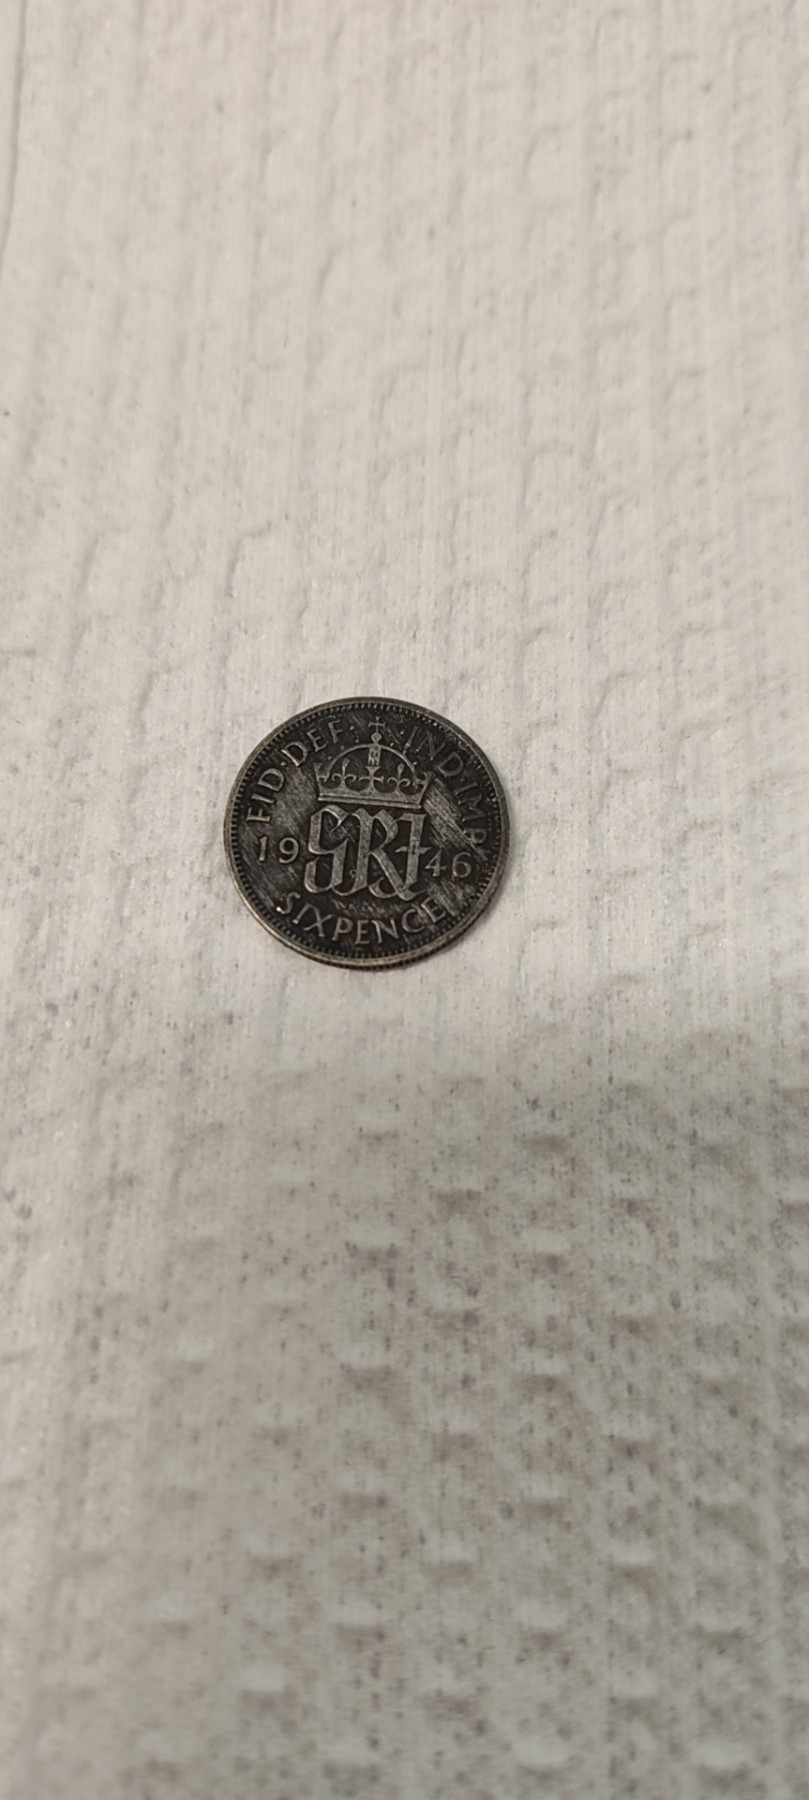 FID·DEF· IND·IMP
19 GRI 46
SIXPENCE